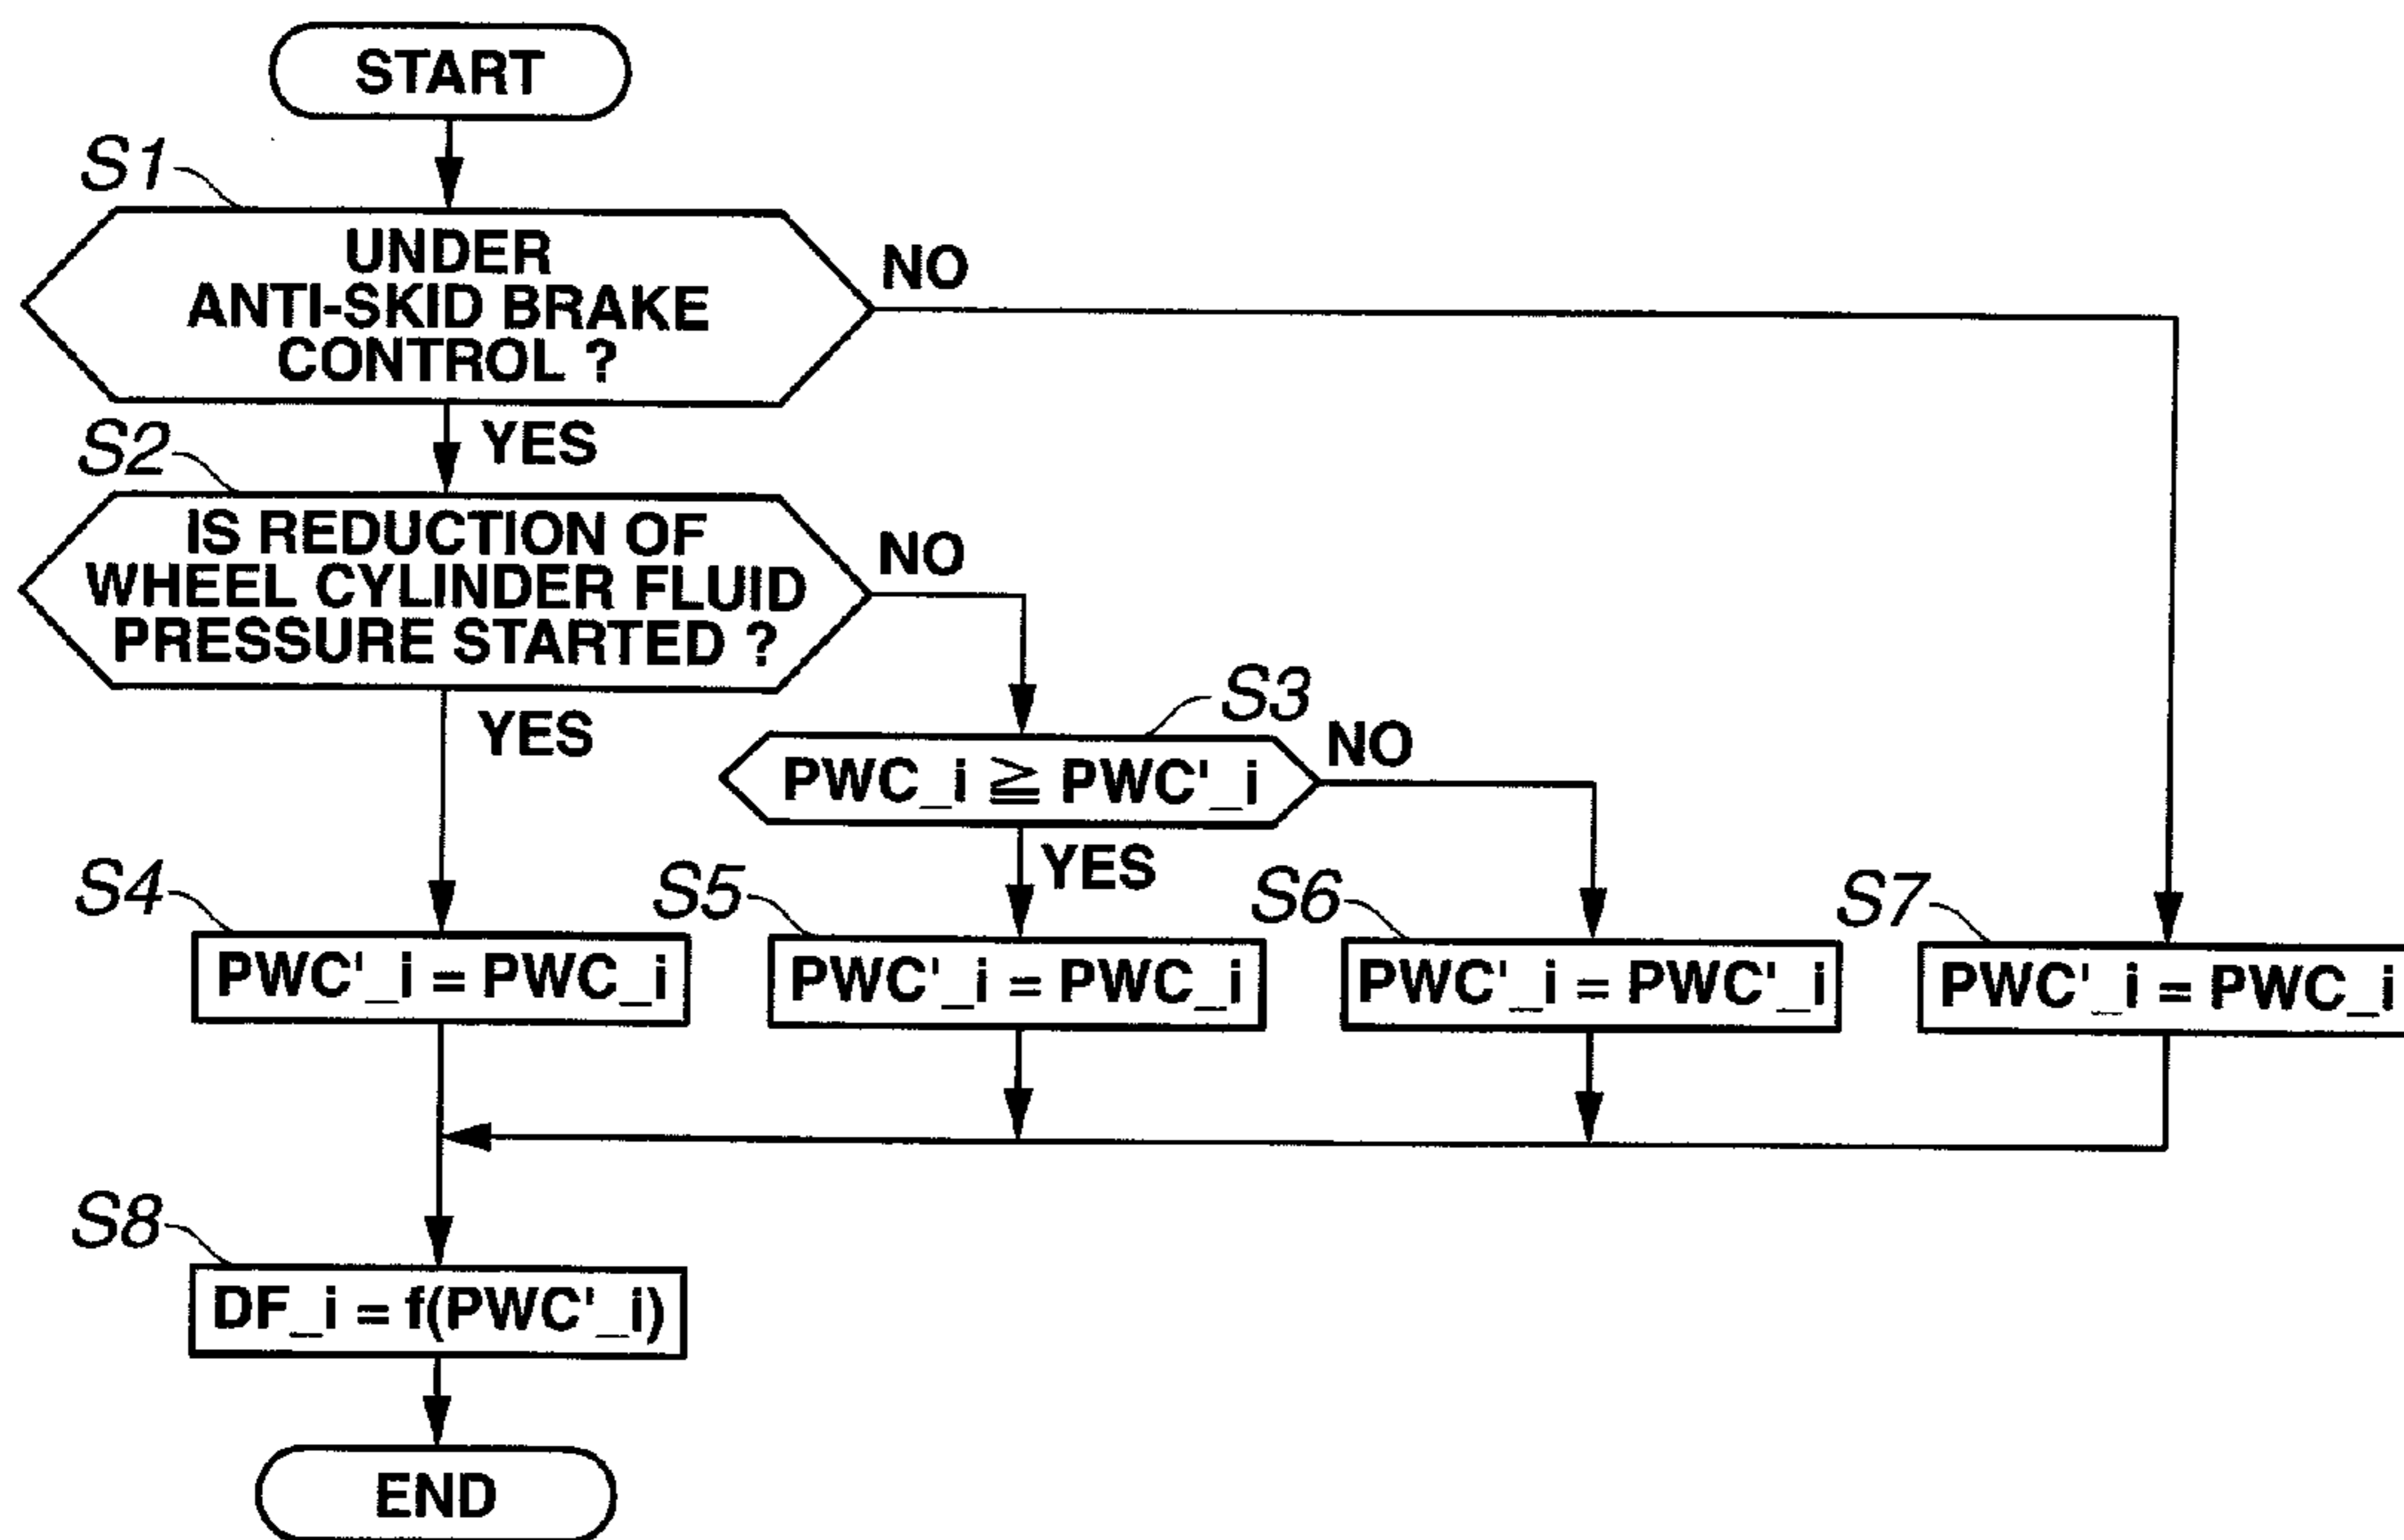 START
S1
UNDER
ANTI-SKID BRAKE
CONTROL ?
NO
YES
S2
IS REDUCTION OF
WHEEL CYLINDER FLUID
PRESSURE STARTED ?
NO
YES
S3
PWC_i ≧ PWC'_i
NO
YES
S4
PWC'_i = PWC_i
S5
PWC'_i = PWC_i
S6
PWC'_i = PWC'_i
S7
PWC'_i = PWC_i
S8
DF_i = f(PWC'_i)
END